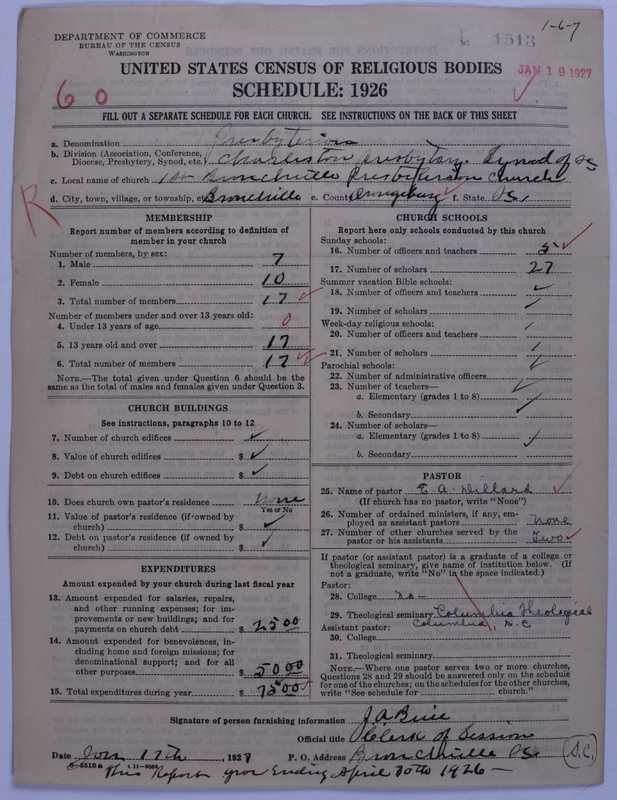 1-6-7
DEPARTMENT OF COMMERCE
BUREAU OF THE CENSUS
WASHINGTON
1513
JAN 19 1927
UNITED STATES CENSUS OF RELIGIOUS BODIES
SCHEDULE: 1926
60
FILL OUT A SEPARATE SCHEDULE FOR EACH CHURCH. SEE INSTRUCTIONS ON THE BACK OF THIS SHEET
a. Denomination Presbyterian
b. Division (Association, Conference, Diocese, Presbytery, Synod, etc.) Charleston Presbytary. Synod of
c. Local name of church 1st Branchville Presbyterian Church
d. City, town, village, or township, etc. Branchville e. County Orangeburg f. State
R
MEMBERSHIP
Report number of members according to definition of
member in your church
Number of members, by sex:
1. Male 7
2. Female 10
3. Total number of members 17
Number of members under and over 13 years old:
4. Under 13 years of age 0
5. 13 years old and over 17
6. Total number of members 17
NOTE.—The total given under Question 6 should be the
same as the total of males and females given under Question 3.
CHURCH BUILDINGS
See instructions, paragraphs 10 to 12
7. Number of church edifices
8. Value of church edifices $
9. Debt on church edifices $
10. Does church own pastor's residence None
Yes or No
11. Value of pastor's residence (if owned by
church) $
12. Debt on pastor's residence (if owned by
church) $
EXPENDITURES
Amount expended by your church during last fiscal year
13. Amount expended for salaries, repairs,
and other running expenses; for im-
provements or new buildings; and for
payments on church debt $ 2500
14. Amount expended for benevolences, in-
cluding home and foreign missions; for
denominational support; and for all
other purposes $ 5000
15. Total expenditures during year $ 7500
CHURCH SCHOOLS
Report here only schools conducted by this church
Sunday schools:
16. Number of officers and teachers 5
17. Number of scholars 27
Summer vacation Bible schools:
18. Number of officers and teachers
19. Number of scholars
Week-day religious schools:
20. Number of officers and teachers
21. Number of scholars
Parochial schools:
22. Number of administrative officers
23. Number of teachers—
a. Elementary (grades 1 to 8)
b. Secondary
24. Number of scholars—
a. Elementary (grades 1 to 8)
b. Secondary
PASTOR
25. Name of pastor E. A. Dillard
(If church has no pastor, write "None")
26. Number of ordained ministers, if any, em-
ployed as assistant pastors None
27. Number of other churches served by the
pastor or his assistants Two
If pastor (or assistant pastor) is a graduate of a college or
theological seminary, give name of institution below. (If
not a graduate, write "No" in the space indicated.)
Pastor:
28. College no —
29. Theological seminary Columbia Theological
Assistant pastor: Columbia, S.C
30. College
31. Theological seminary
NOTE.—Where one pastor serves two or more churches,
Questions 28 and 29 should be answered only on the schedule
for one of the churches; on the schedules for the other churches,
write "See schedule for church."
Signature of person furnishing information
Official title Clerk of Session
Date Jan 17th, 192 P. O. Address Branchville (S.C.)
11—9284
This Report year Ending April 30th 1926 —